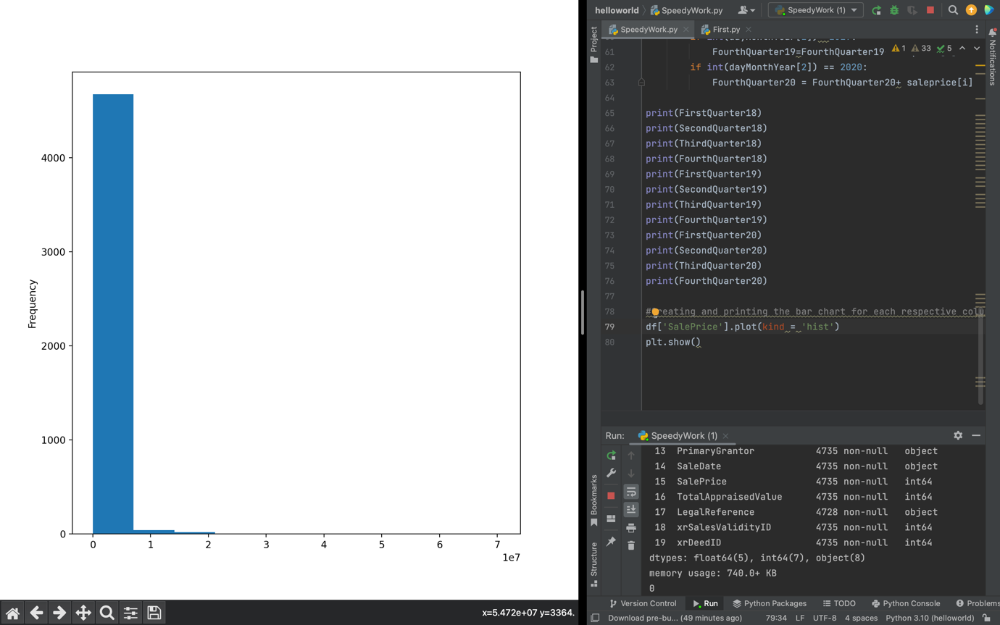 4000
3000
2000
1000
0
Frequency
0 1 2 3 4 5 6 7
1e7
x=5.472e+07 y=3364.
helloworld SpeedyWork.py SpeedyWork (1)
SpeedyWork.py First.py
Project
Notifications
1 33 5
61 FourthQuarter19=FourthQuarter19
62 if int(dayMonthYear[2]) == 2020:
63 FourthQuarter20 = FourthQuarter20+ saleprice[i]
64
65 print(FirstQuarter18)
66 print(SecondQuarter18)
67 print(ThirdQuarter18)
68 print(FourthQuarter18)
69 print(FirstQuarter19)
70 print(SecondQuarter19)
71 print(ThirdQuarter19)
72 print(FourthQuarter19)
73 print(FirstQuarter20)
74 print(SecondQuarter20)
75 print(ThirdQuarter20)
76 print(FourthQuarter20)
77
78 #creating and printing the bar chart for each respective colu
79 df['SalePrice'].plot(kind = 'hist')
80 plt.show()
Run: SpeedyWork (1)
13 PrimaryGrantor 4735 non-null object
14 SaleDate 4735 non-null object
15 SalePrice 4735 non-null int64
16 TotalAppraisedValue 4735 non-null int64
17 LegalReference 4728 non-null object
18 xrSalesValidityID 4735 non-null int64
19 xrDeedID 4735 non-null int64
dtypes: float64(5), int64(7), object(8)
memory usage: 740.0+ KB
0
Bookmarks
Structure
Version Control Run Python Packages TODO Python Console Problems
Download pre-bu... (49 minutes ago) 79:34 LF UTF-8 4 spaces Python 3.10 (helloworld)